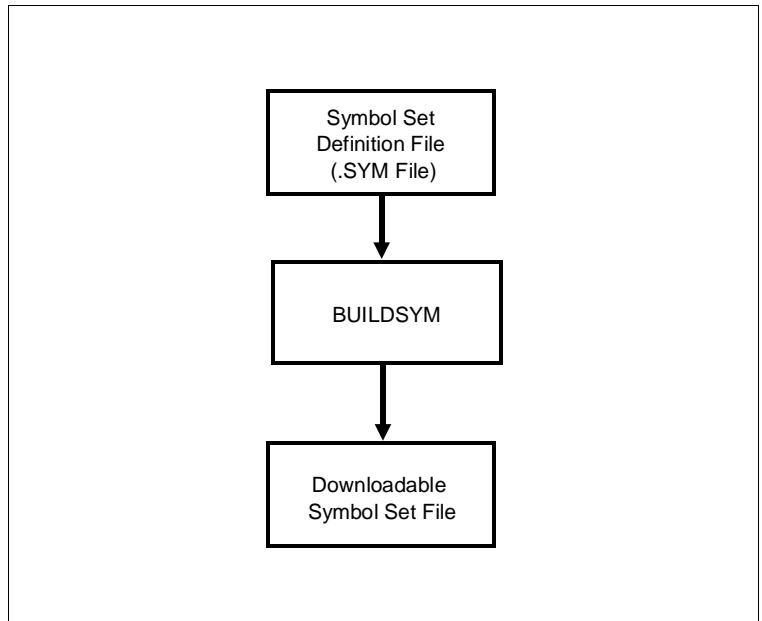 Symbol Set
Definition File
(.SYM File)
BUILDSYM
Downloadable
Symbol Set File